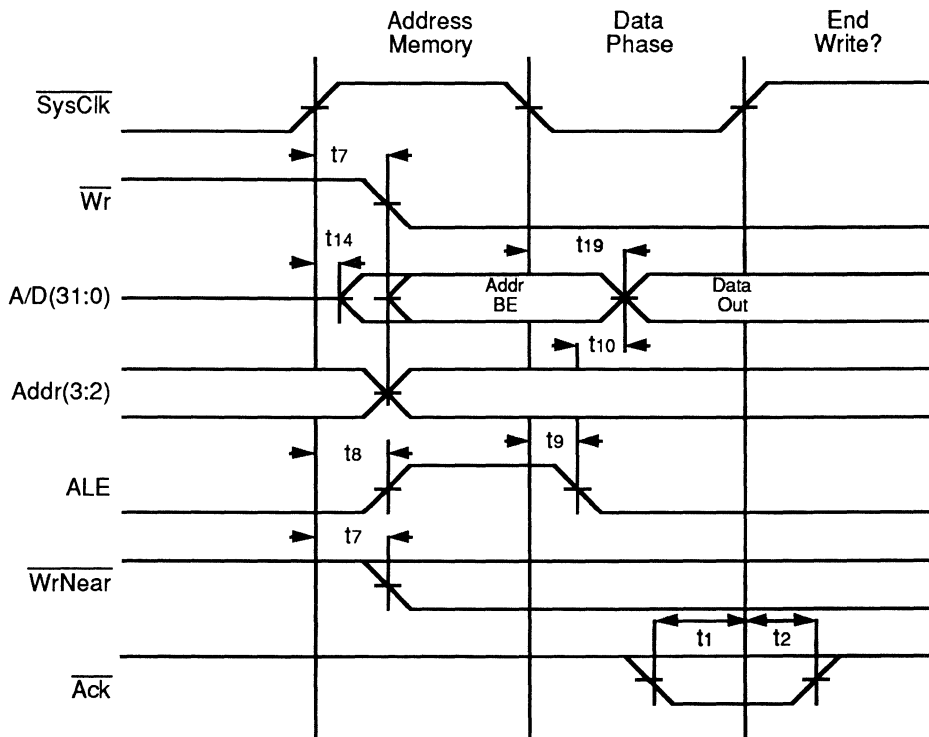 Address Memory
Data Phase
End Write?
SysClk
t7
Wr
t14
t19
A/D(31:0)
Addr BE
Data Out
t10
Addr(3:2)
t8
t9
ALE
t7
WrNear
t1
t2
Ack